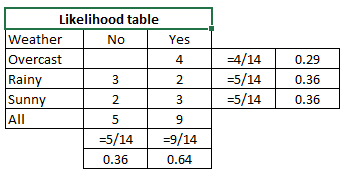 Likelihood table
Weather No Yes
Overcast 4 =4/14 0.29
Rainy 3 2 =5/14 0.36
Sunny 2 3 =5/14 0.36
All 5 9
=5/14 =9/14
0.36 0.64